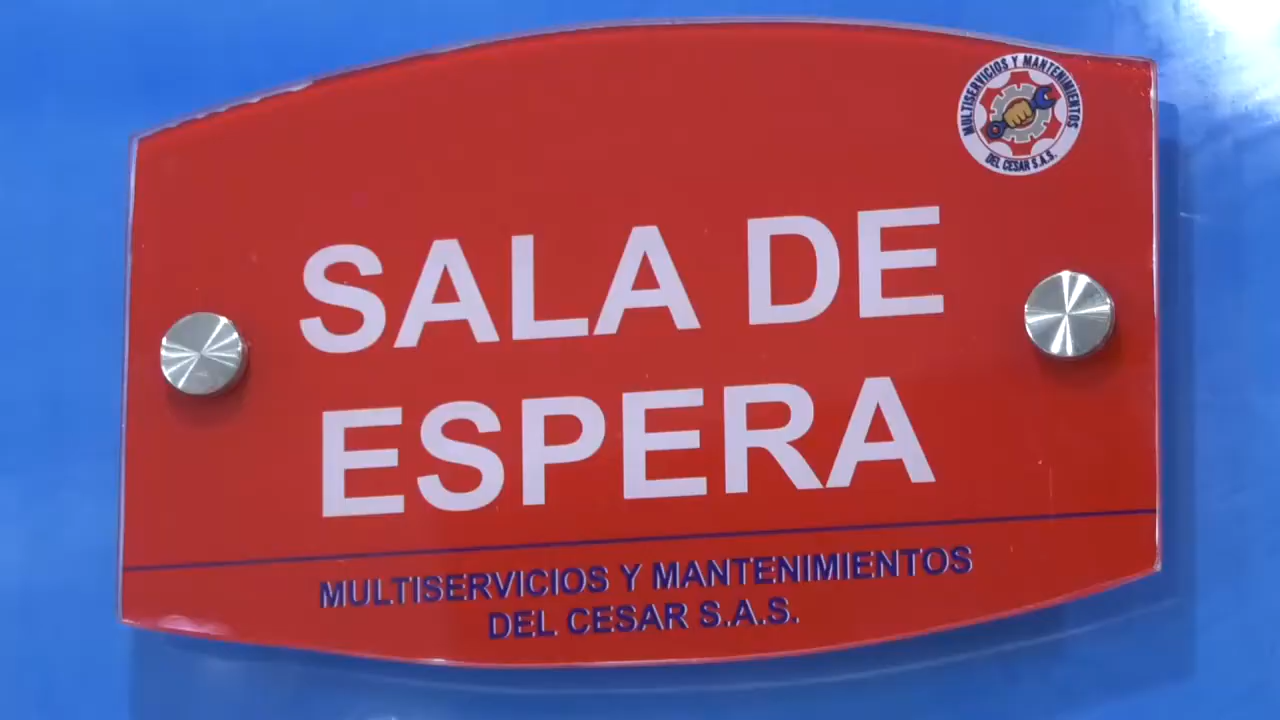 MULTISERVICIOS Y MANTENIMIENTOS
DEL CESAR S.A.S.
SALA DE
ESPERA
MULTISERVICIOS Y MANTENIMIENTOS
DEL CESAR S.A.S.